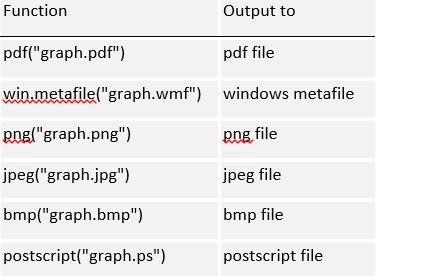 Function Output to
pdf("graph.pdf") pdf file
win.metafile("graph.wmf") windows metafile
png("graph.png") png file
jpeg("graph.jpg") jpeg file
bmp("graph.bmp") bmp file
postscript("graph.ps") postscript file